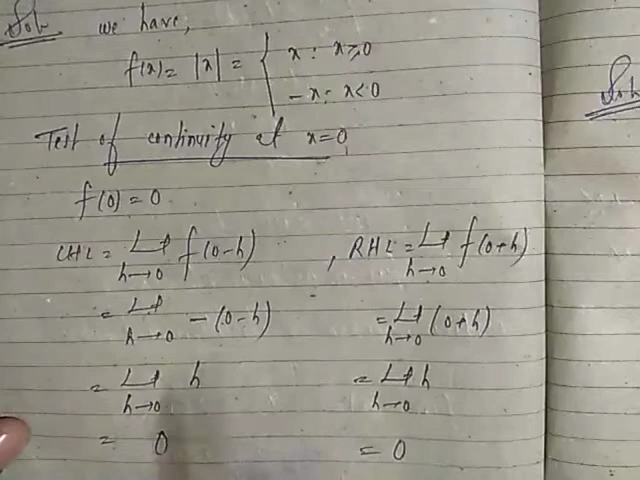 Sol. we have,
f(x) = |x| = { x : x ≥ 0
- x : x < 0
Test of continuity at x = 0,
f(0) = 0
LHL = Lt h→0 f(0-h) , RHL = Lt h→0 f(0+h)
= Lt h→0 -(0-h) = Lt h→0 (0+h)
= Lt h→0 h = Lt h→0 h
= 0 = 0
Sol.